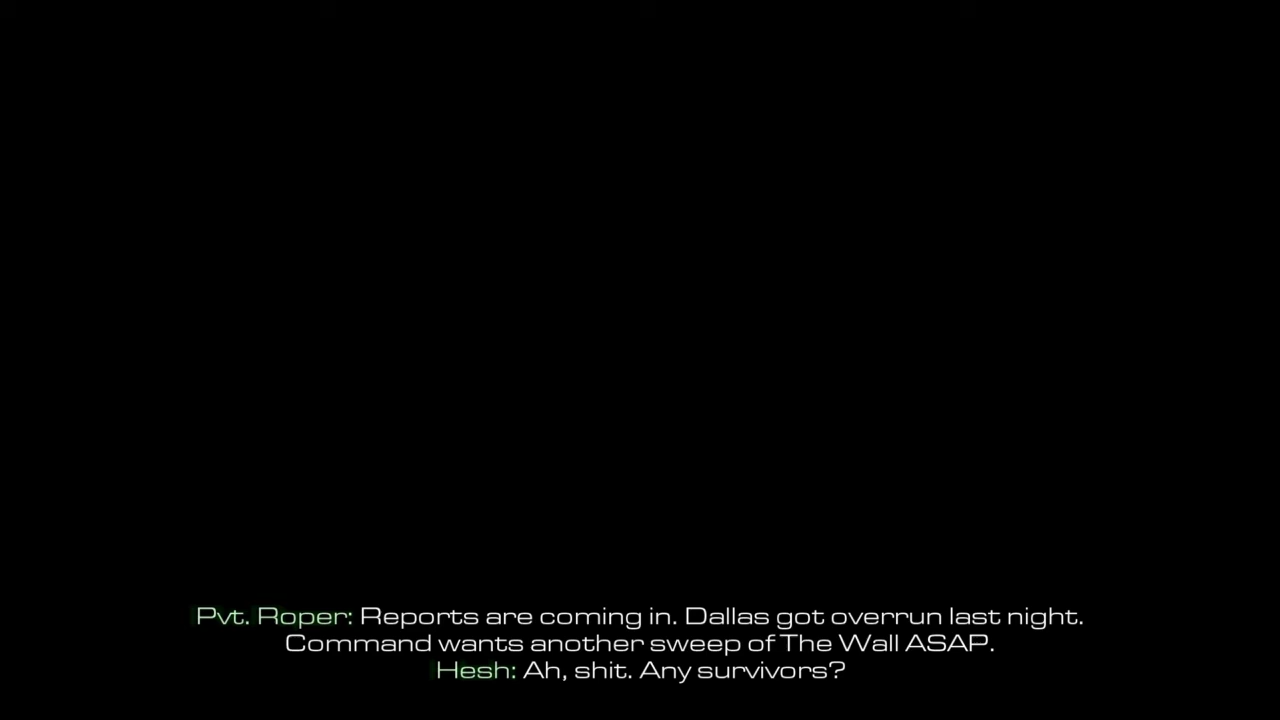 Pvt. Roper: Reports are coming in. Dallas got overrun last night.
Command wants another sweep of The Wall ASAP.
Hesh: Ah, shit. Any survivors?